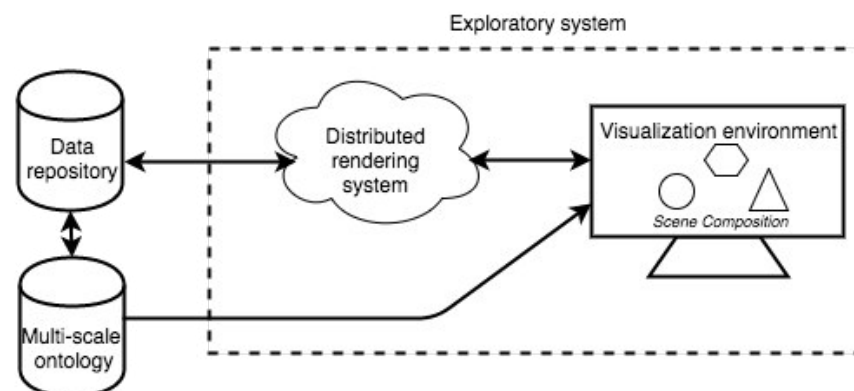 Exploratory system
Data
repository
Distributed
rendering
system
Visualization environment
Scene Composition
Multi-scale
ontology